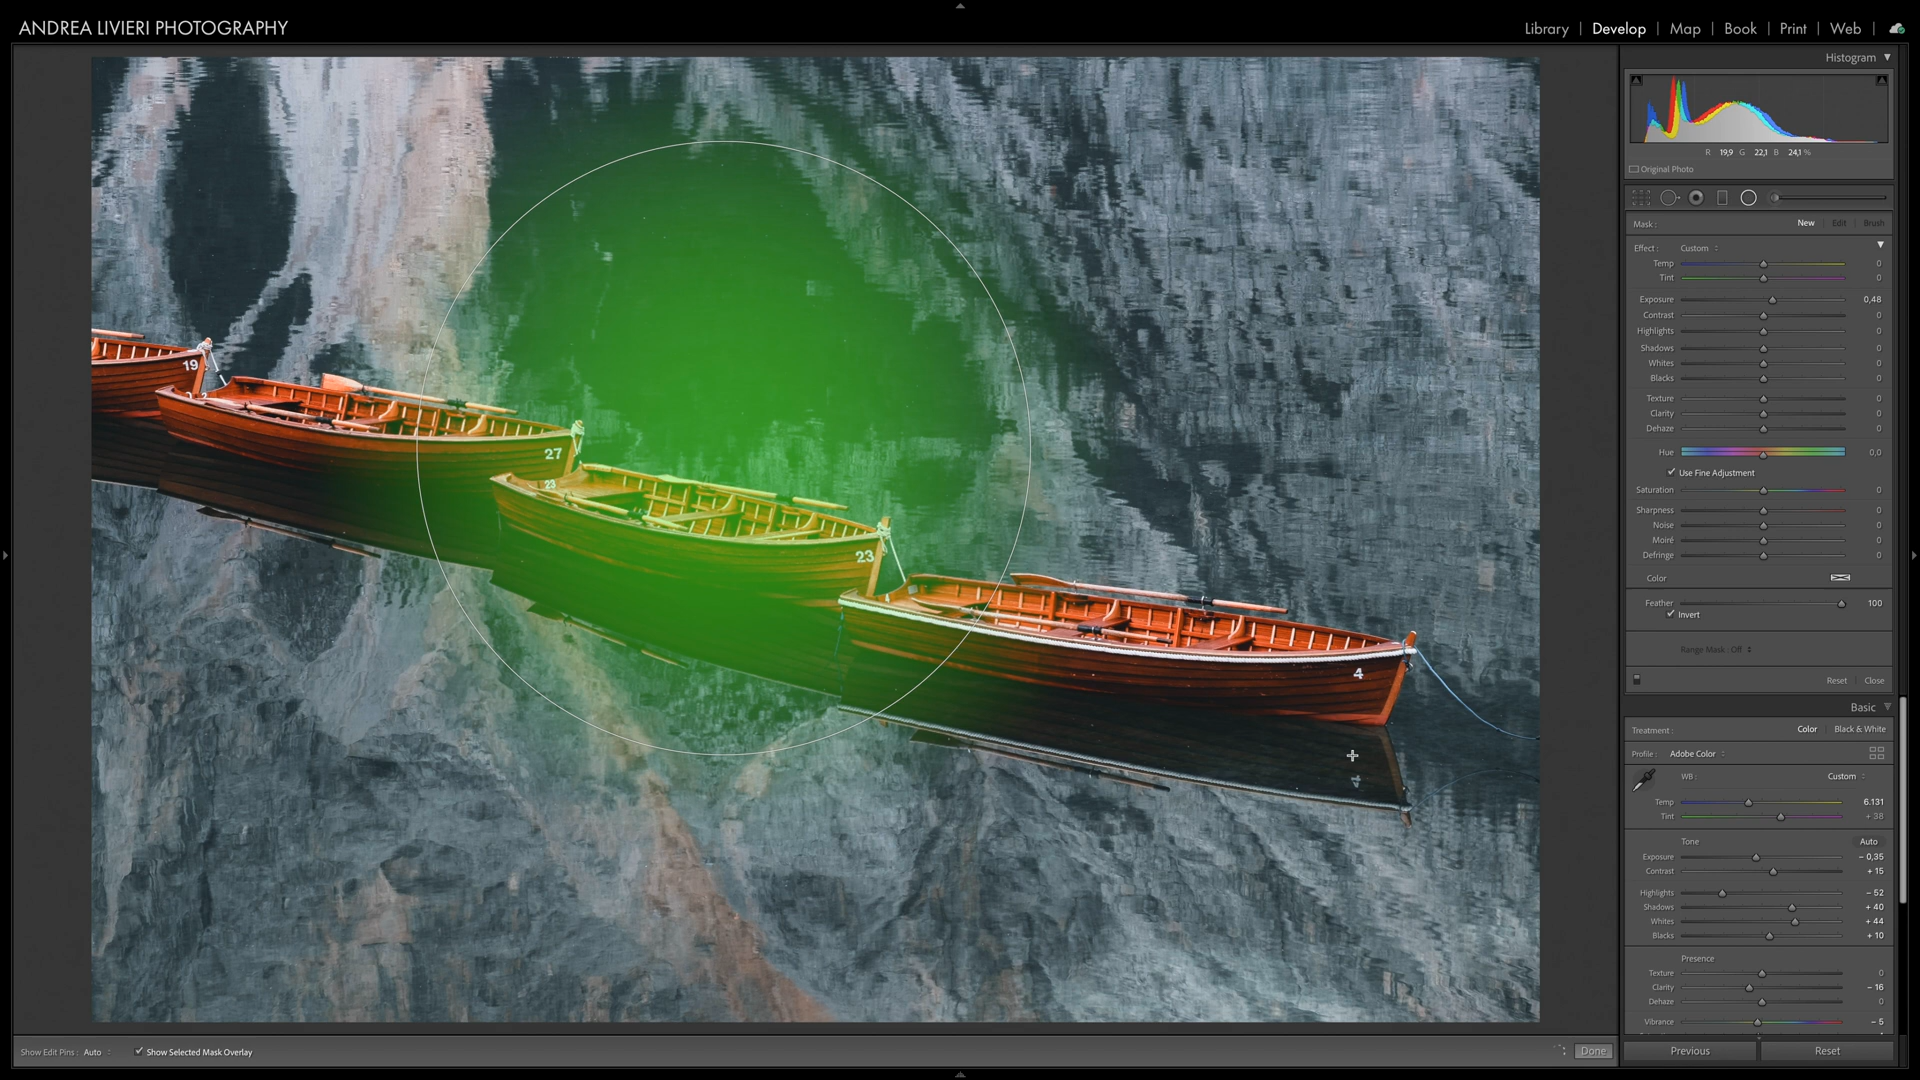 ANDREA LIVIERI PHOTOGRAPHY
Library | Develop | Map | Book | Print | Web |
Histogram
R 19,9 G 22,1 B 24,1 %
Original Photo
Mask : New Edit Brush
Effect : Custom
Temp 0
Tint 0
Exposure 0,48
Contrast 0
Highlights 0
Shadows 0
Whites 0
Blacks 0
Texture 0
Clarity 0
Dehaze 0
Hue 0,0
Use Fine Adjustment
Saturation 0
Sharpness 0
Noise 0
Moiré 0
Defringe 0
Color
Feather 100
Invert
Range Mask : Off
Reset Close
Basic
Treatment : Color Black & White
Profile : Adobe Color
WB : Custom
Temp 6.131
Tint + 38
Tone Auto
Exposure – 0,35
Contrast + 15
Highlights – 52
Shadows + 40
Whites + 44
Blacks + 10
Presence
Texture 0
Clarity – 16
Dehaze 0
Vibrance – 5
Previous Reset
19
27
23
23
4
Show Edit Pins : Auto Show Selected Mask Overlay Done